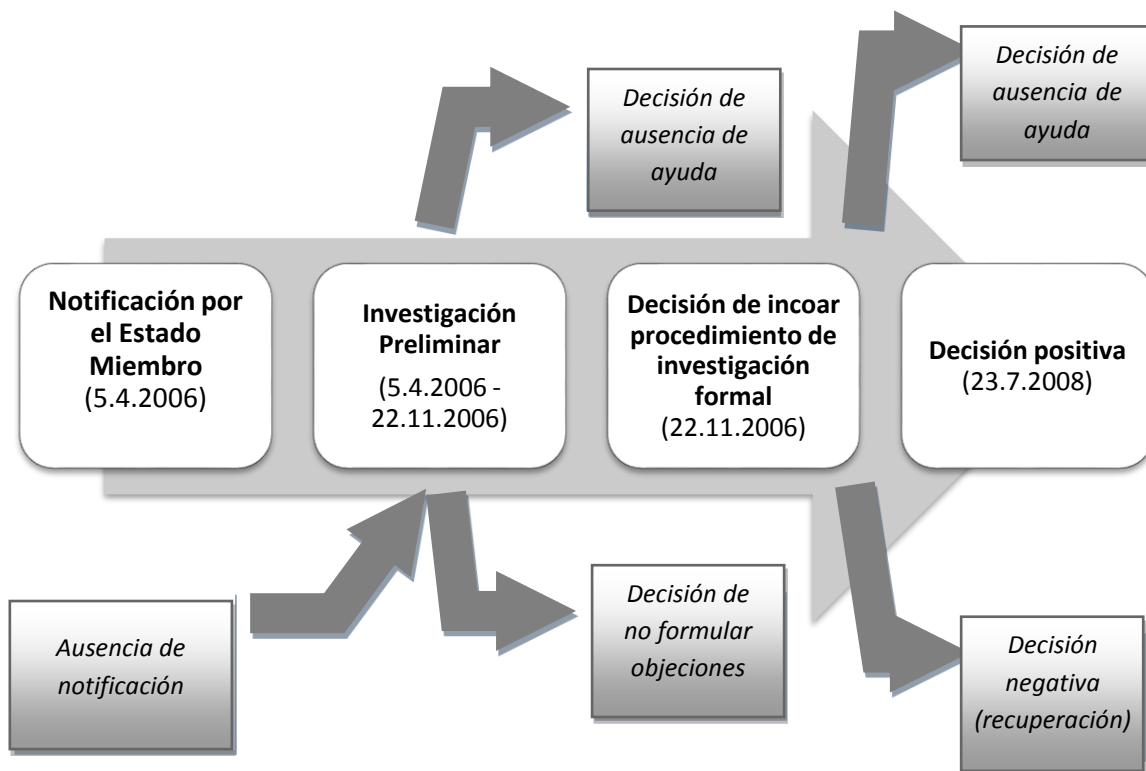 Decisión de
ausencia de
ayuda
Decisión de
ausencia de
ayuda
Notificación por
el Estado
Miembro
(5.4.2006)
Investigación
Preliminar
(5.4.2006 -
22.11.2006)
Decisión de incoar
procedimiento de
investigación
formal
(22.11.2006)
Decisión positiva
(23.7.2008)
Ausencia de
notificación
Decisión de
no formular
objeciones
Decisión
negativa
(recuperación)